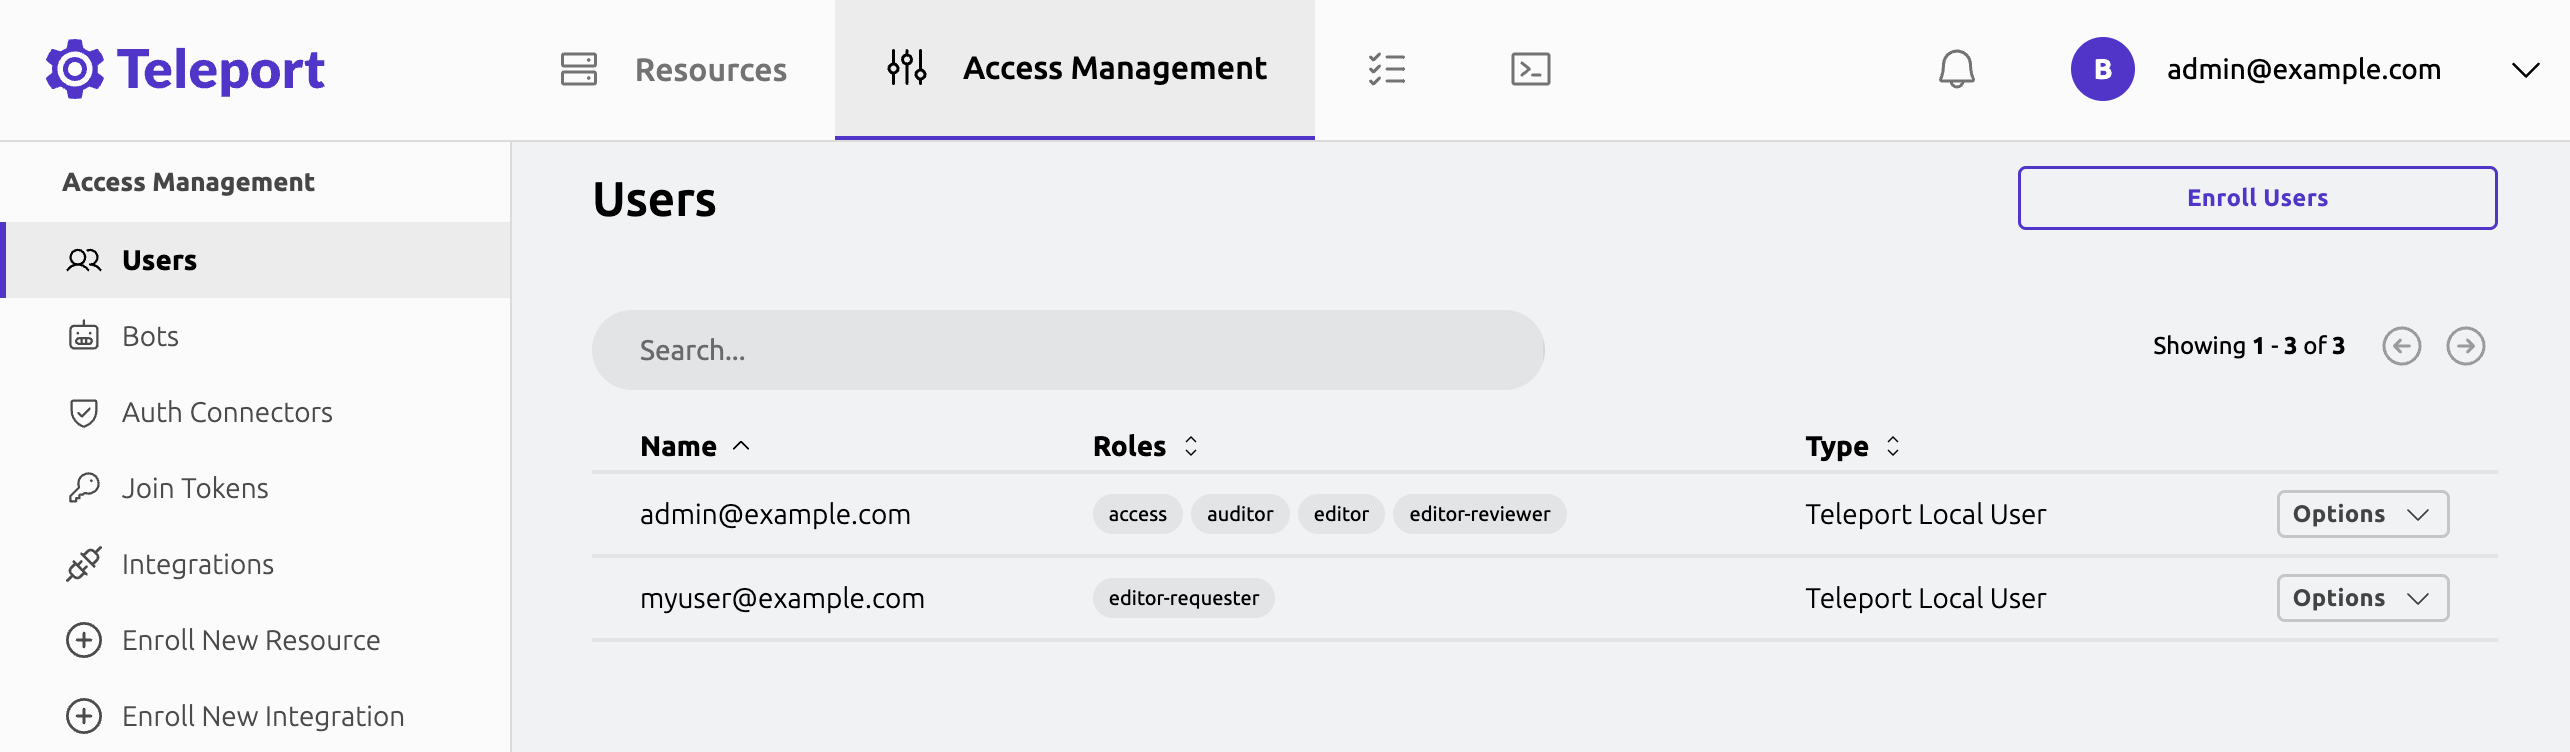 Teleport
Resources
Access Management
B
admin@example.com
Access Management
Users
Bots
Auth Connectors
Join Tokens
Integrations
Enroll New Resource
Enroll New Integration
Users
Enroll Users
Search...
Showing 1 - 3 of 3
Name Roles Type
admin@example.com access auditor editor editor-reviewer Teleport Local User Options
myuser@example.com editor-requester Teleport Local User Options